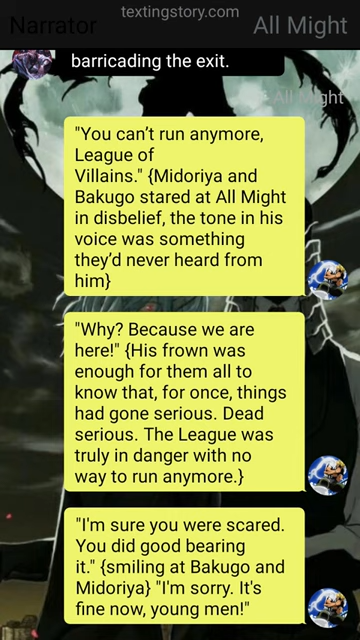 textingstory.com
Narrator
All Might
barricading the exit.
All Might
"You can’t run anymore,
League of
Villains." {Midoriya and
Bakugo stared at All Might
in disbelief, the tone in his
voice was something
they’d never heard from
him}
"Why? Because we are
here!" {His frown was
enough for them all to
know that, for once, things
had gone serious. Dead
serious. The League was
truly in danger with no
way to run anymore.}
"I'm sure you were scared.
You did good bearing
it." {smiling at Bakugo and
Midoriya} "I'm sorry. It's
fine now, young men!"